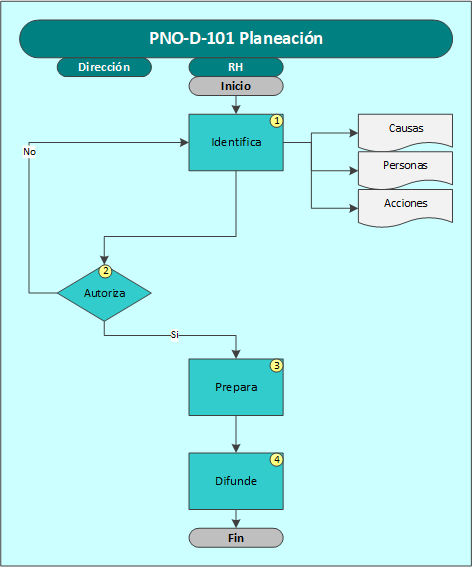 PNO-D-101 Planeación
Dirección
RH
Inicio
1
Identifica
Causas
Personas
Acciones
No
2
Autoriza
Si
3
Prepara
4
Difunde
Fin